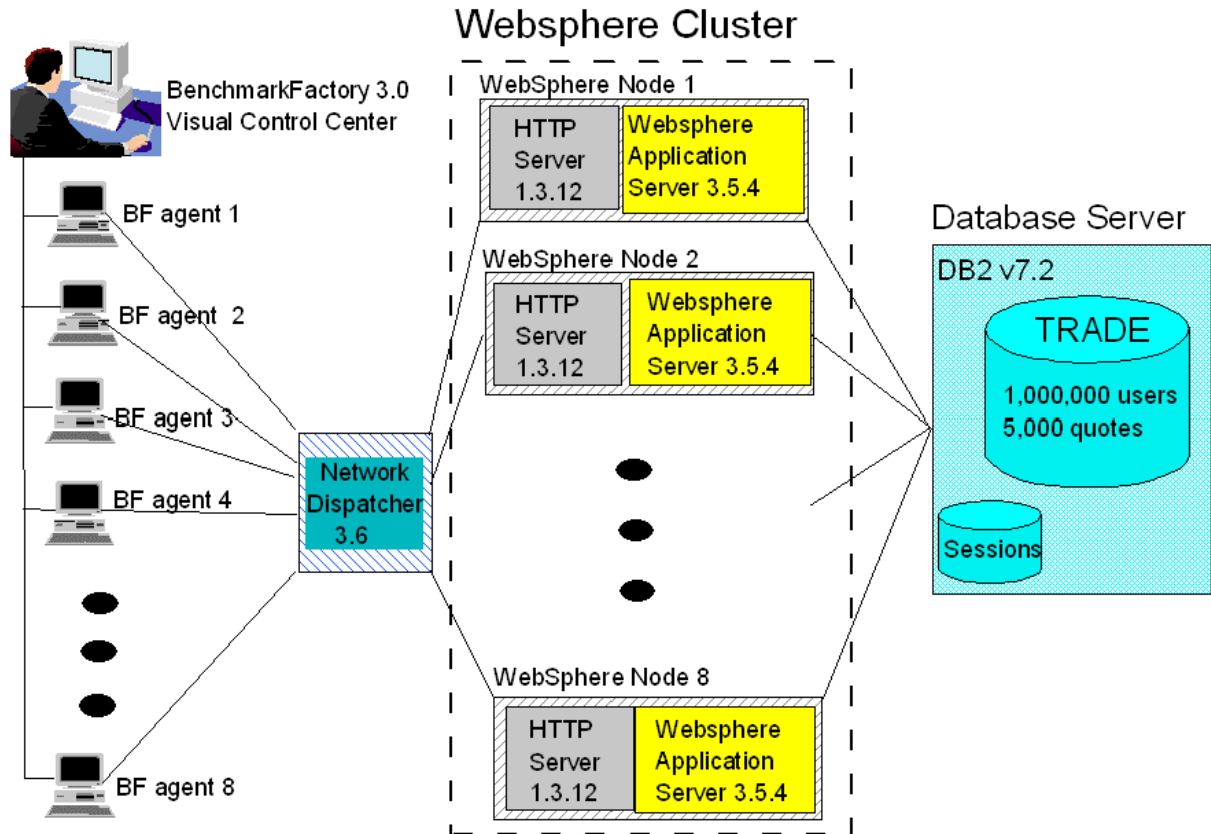 Websphere Cluster
BenchmarkFactory 3.0
Visual Control Center
BF agent 1
BF agent 2
BF agent 3
BF agent 4
BF agent 8
Network
Dispatcher
3.6
WebSphere Node 1
HTTP
Server
1.3.12
Websphere
Application
Server 3.5.4
WebSphere Node 2
HTTP
Server
1.3.12
Websphere
Application
Server 3.5.4
WebSphere Node 8
HTTP
Server
1.3.12
Websphere
Application
Server 3.5.4
Database Server
DB2 v7.2
TRADE
1,000,000 users
5,000 quotes
Sessions